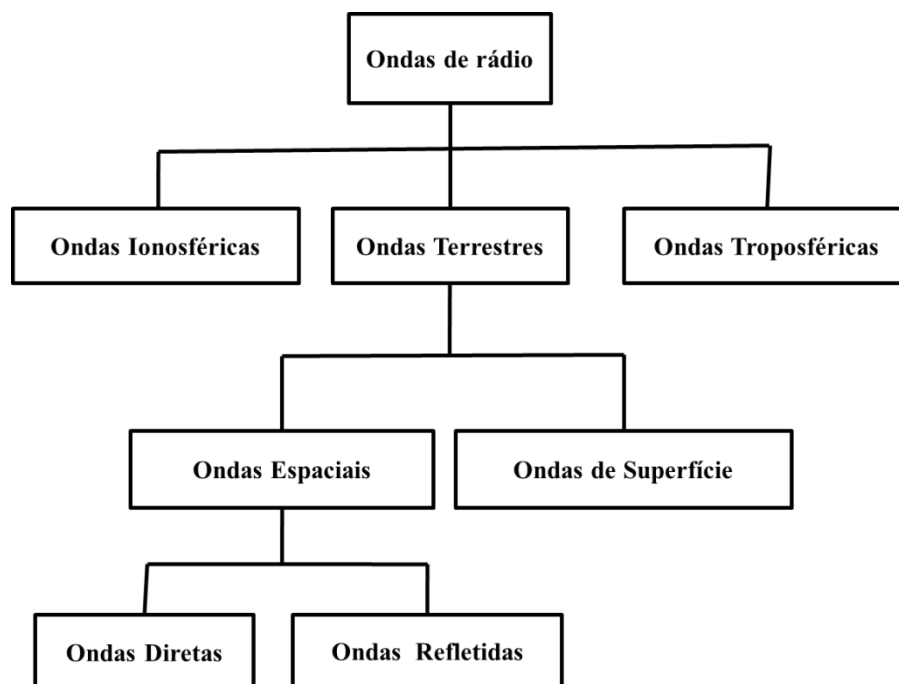 Ondas de rádio
Ondas Ionosféricas
Ondas Terrestres
Ondas Troposféricas
Ondas Espaciais
Ondas de Superfície
Ondas Diretas
Ondas Refletidas